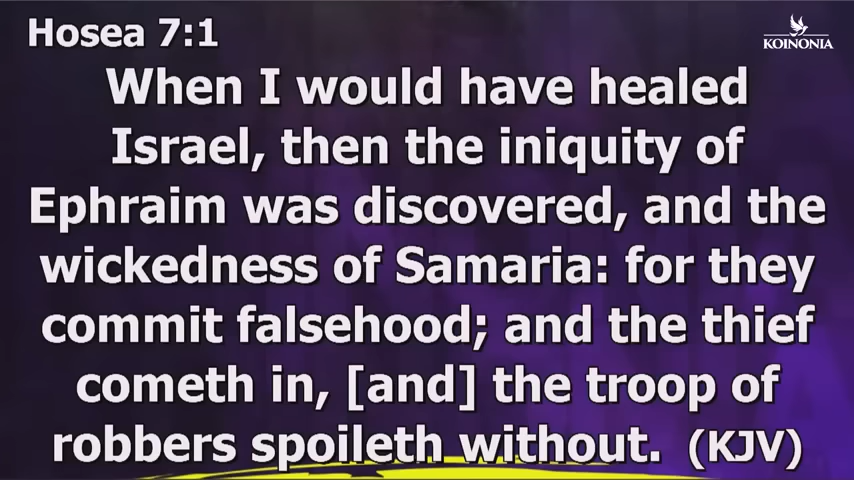 Hosea 7:1
KOINONIA
When I would have healed
Israel, then the iniquity of
Ephraim was discovered, and the
wickedness of Samaria: for they
commit falsehood; and the thief
cometh in, [and] the troop of
robbers spoileth without. (KJV)